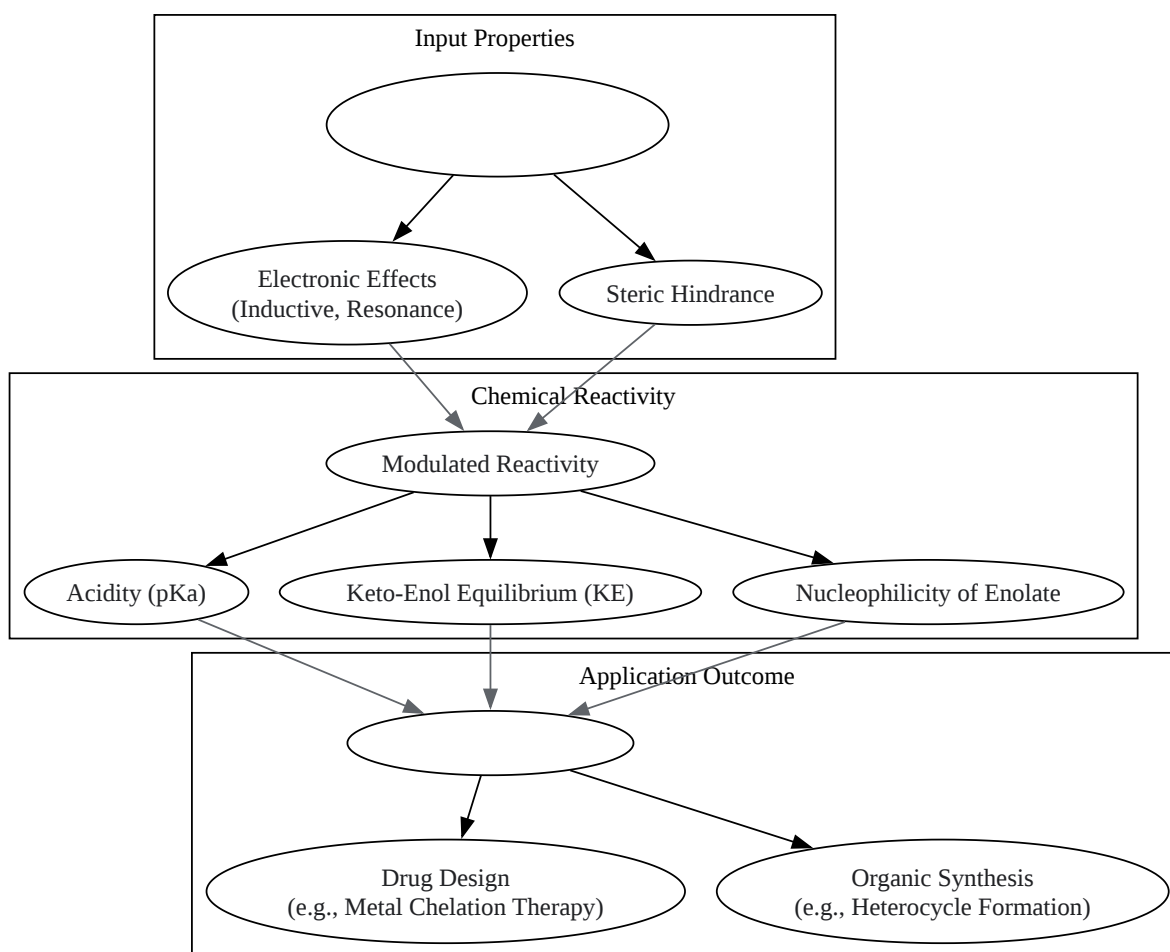 Input Properties
Electronic Effects
(Inductive, Resonance)
Steric Hindrance
Chemical Reactivity
Modulated Reactivity
Acidity (pKa)
Keto-Enol Equilibrium (KE)
Nucleophilicity of Enolate
Application Outcome
Drug Design
(e.g., Metal Chelation Therapy)
Organic Synthesis
(e.g., Heterocycle Formation)